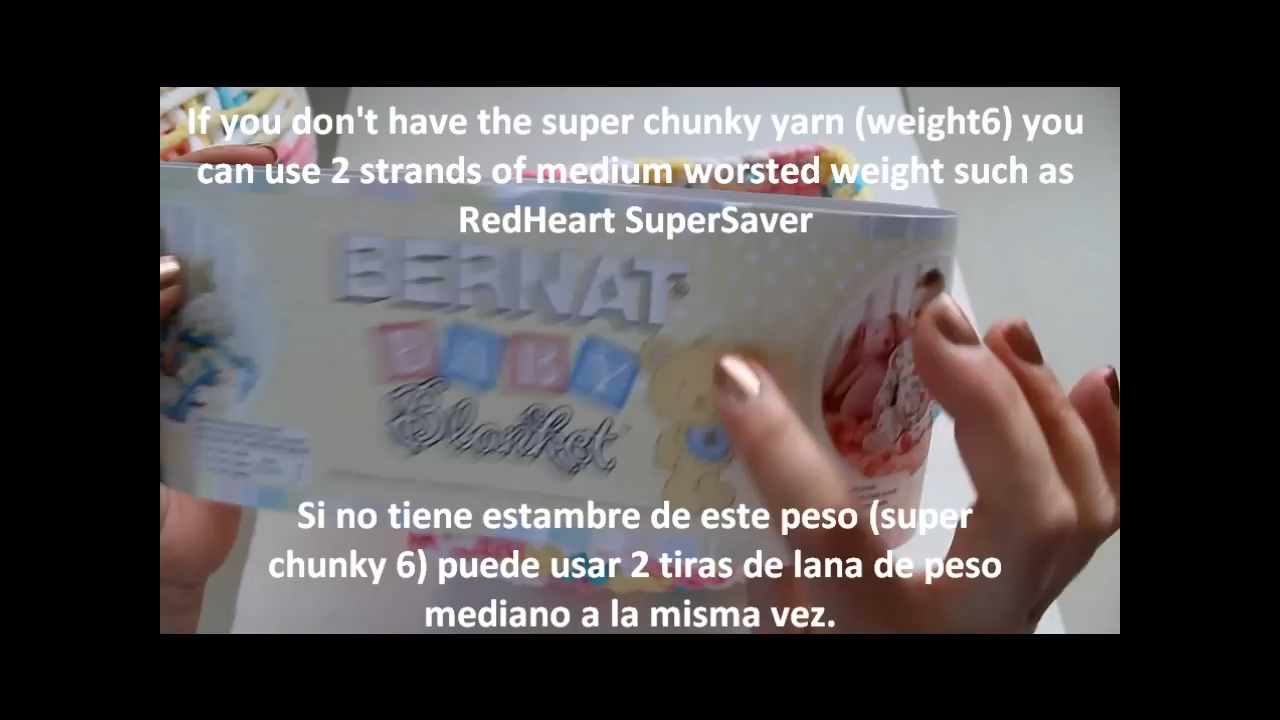 If you don't have the super chunky yarn (weight6) you
can use 2 strands of medium worsted weight such as
RedHeart SuperSaver
BERNAT
BABY
Blanket
Si no tiene estambre de este peso (super
chunky 6) puede usar 2 tiras de lana de peso
mediano a la misma vez.